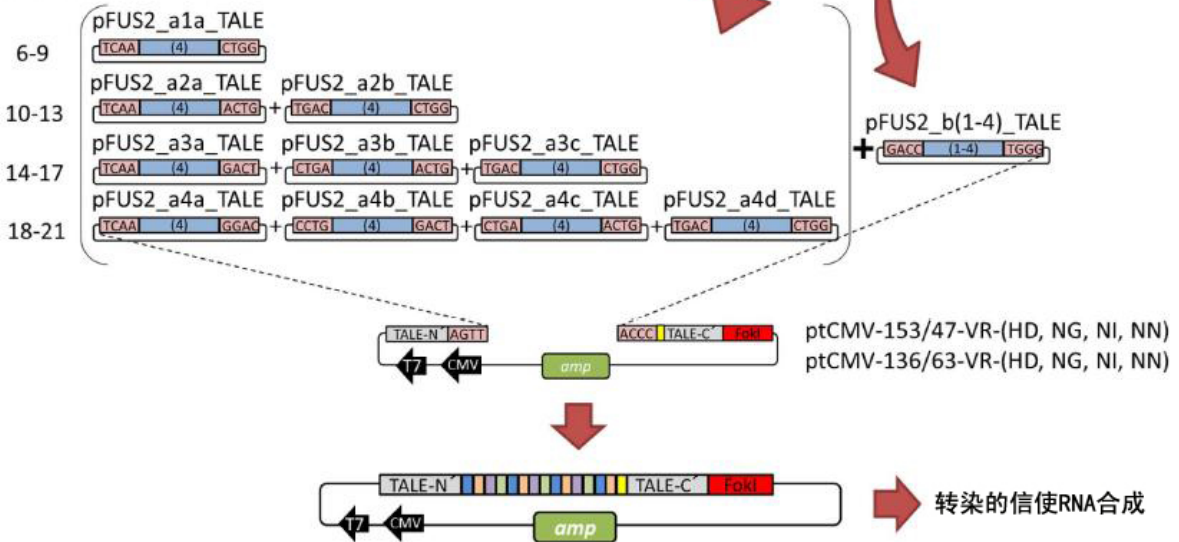 pFUS2_a1a_TALE
6-9 TCAA (4) CTGG
pFUS2_a2a_TALE pFUS2_a2b_TALE
10-13 TCAA (4) ACTG + TGAC (4) CTGG
pFUS2_b(1-4)_TALE
+ GACC (1-4) TGGG
pFUS2_a3a_TALE pFUS2_a3b_TALE pFUS2_a3c_TALE
14-17 TCAA (4) GACT + CTGA (4) ACTG + TGAC (4) CTGG
pFUS2_a4a_TALE pFUS2_a4b_TALE pFUS2_a4c_TALE pFUS2_a4d_TALE
18-21 TCAA (4) GGAC + CCTG (4) GACT + CTGA (4) ACTG + TGAC (4) CTGG
TALE-N´ AGTT ACCC TALE-C´ FokI ptCMV-153/47-VR-(HD, NG, NI, NN)
T7 CMV amp ptCMV-136/63-VR-(HD, NG, NI, NN)
TALE-N´ TALE-C´ FokI
T7 CMV amp
转染的信使RNA合成